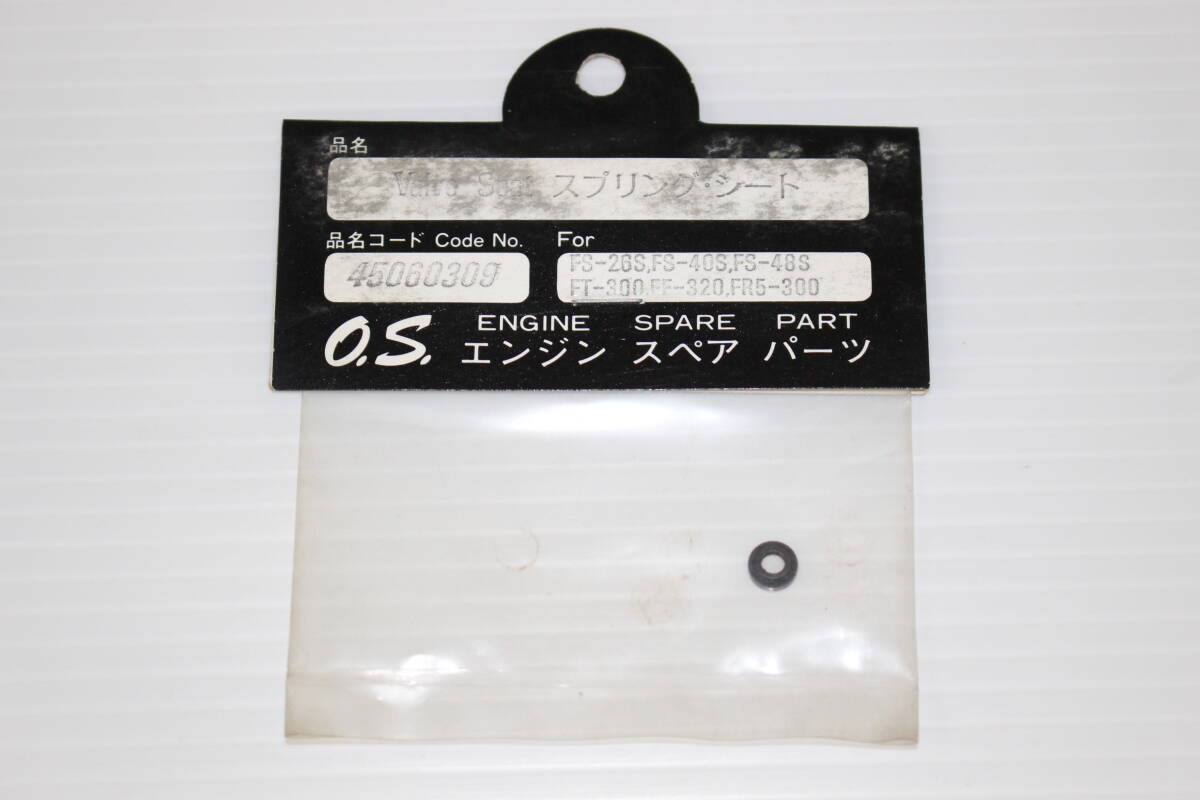 品名
スプリング・シート
品名コード Code No. For
45060309
FS-26S,FS-40S,FS-48S
FT-300,FF-320,FR5-300
O.S. ENGINE SPARE PART
エンジン スペア パーツ